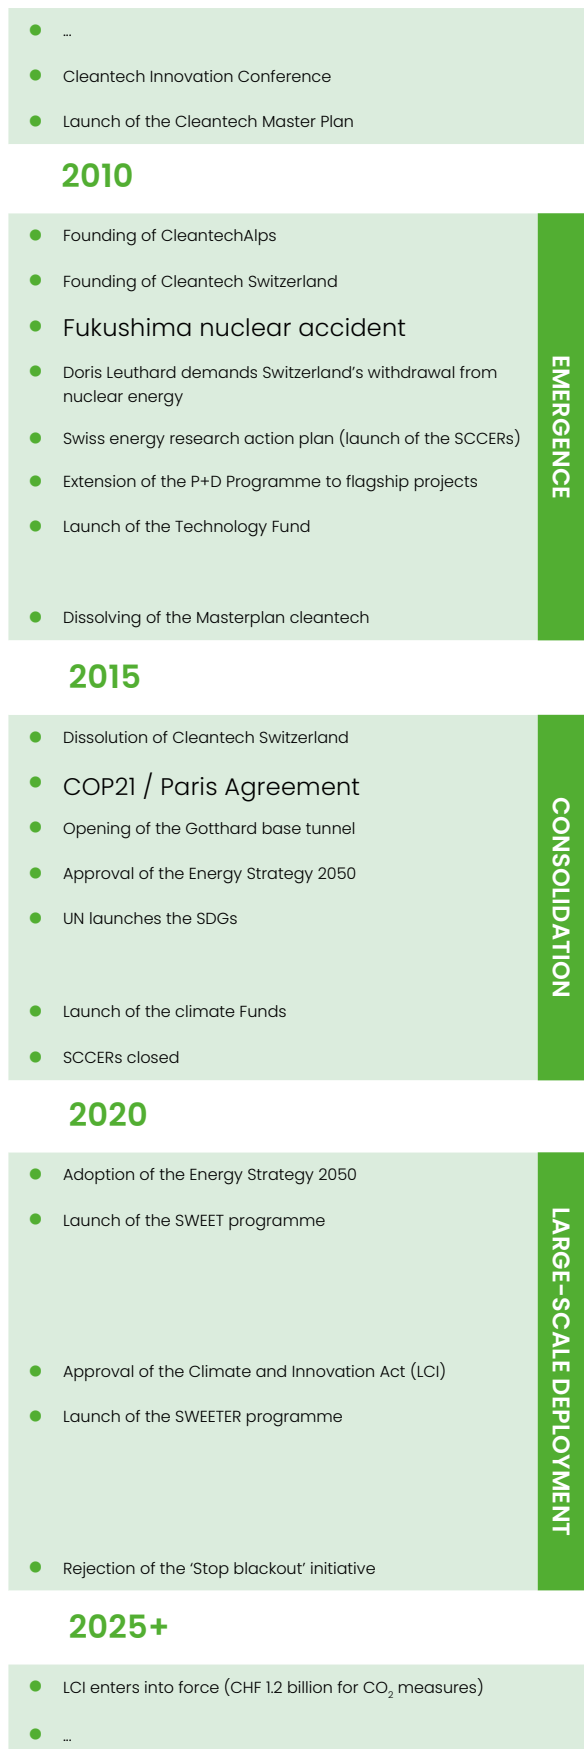 ...
Cleantech Innovation Conference
Launch of the Cleantech Master Plan
2010
Founding of CleantechAlps
Founding of Cleantech Switzerland
Fukushima nuclear accident
Doris Leuthard demands Switzerland’s withdrawal from
nuclear energy
Swiss energy research action plan (launch of the SCCERs)
Extension of the P+D Programme to flagship projects
Launch of the Technology Fund
Dissolving of the Masterplan cleantech
EMERGENCE
2015
Dissolution of Cleantech Switzerland
COP21 / Paris Agreement
Opening of the Gotthard base tunnel
Approval of the Energy Strategy 2050
UN launches the SDGs
Launch of the climate Funds
SCCERs closed
CONSOLIDATION
2020
Adoption of the Energy Strategy 2050
Launch of the SWEET programme
Approval of the Climate and Innovation Act (LCI)
Launch of the SWEETER programme
Rejection of the ‘Stop blackout’ initiative
LARGE-SCALE DEPLOYMENT
2025+
LCI enters into force (CHF 1.2 billion for CO₂ measures)
...